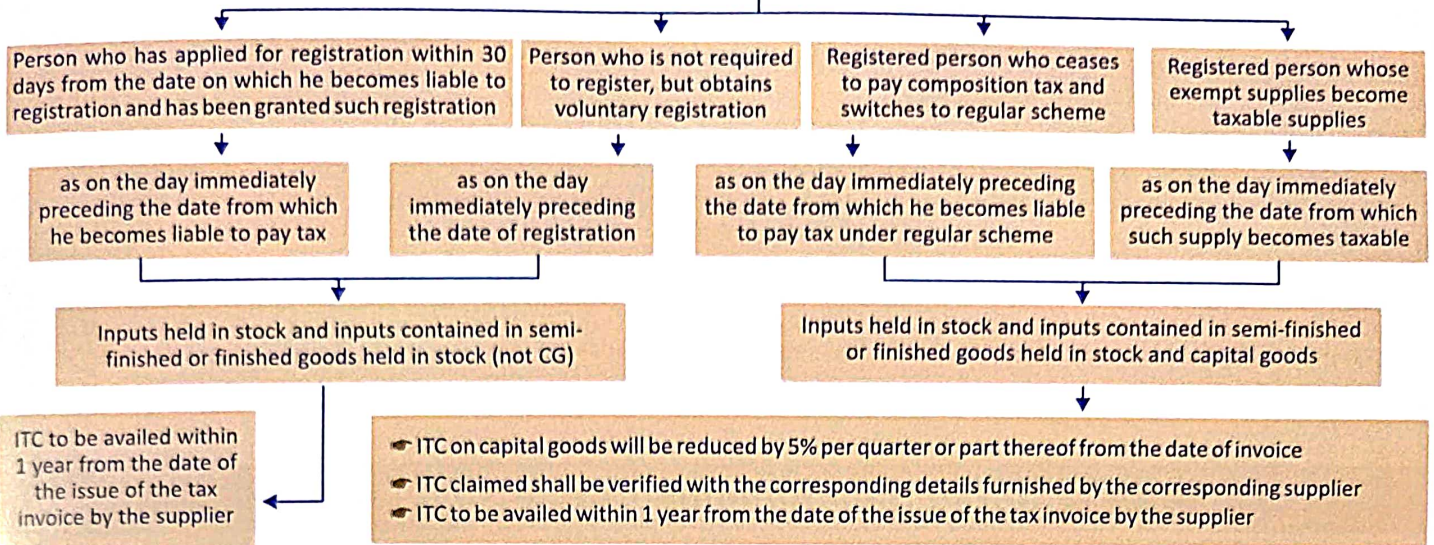 Person who has applied for registration within 30
days from the date on which he becomes liable to
registration and has been granted such registration
Person who is not required
to register, but obtains
voluntary registration
Registered person who ceases
to pay composition tax and
switches to regular scheme
Registered person whose
exempt supplies become
taxable supplies
as on the day immediately
preceding the date from which
he becomes liable to pay tax
as on the day
immediately preceding
the date of registration
as on the day immediately preceding
the date from which he becomes liable
to pay tax under regular scheme
as on the day immediately
preceding the date from which
such supply becomes taxable
Inputs held in stock and inputs contained in semi-
finished or finished goods held in stock (not CG)
Inputs held in stock and inputs contained in semi-finished
or finished goods held in stock and capital goods
ITC to be availed within
1 year from the date of
the issue of the tax
invoice by the supplier
☛ ITC on capital goods will be reduced by 5% per quarter or part thereof from the date of invoice
☛ ITC claimed shall be verified with the corresponding details furnished by the corresponding supplier
☛ ITC to be availed within 1 year from the date of the issue of the tax invoice by the supplier